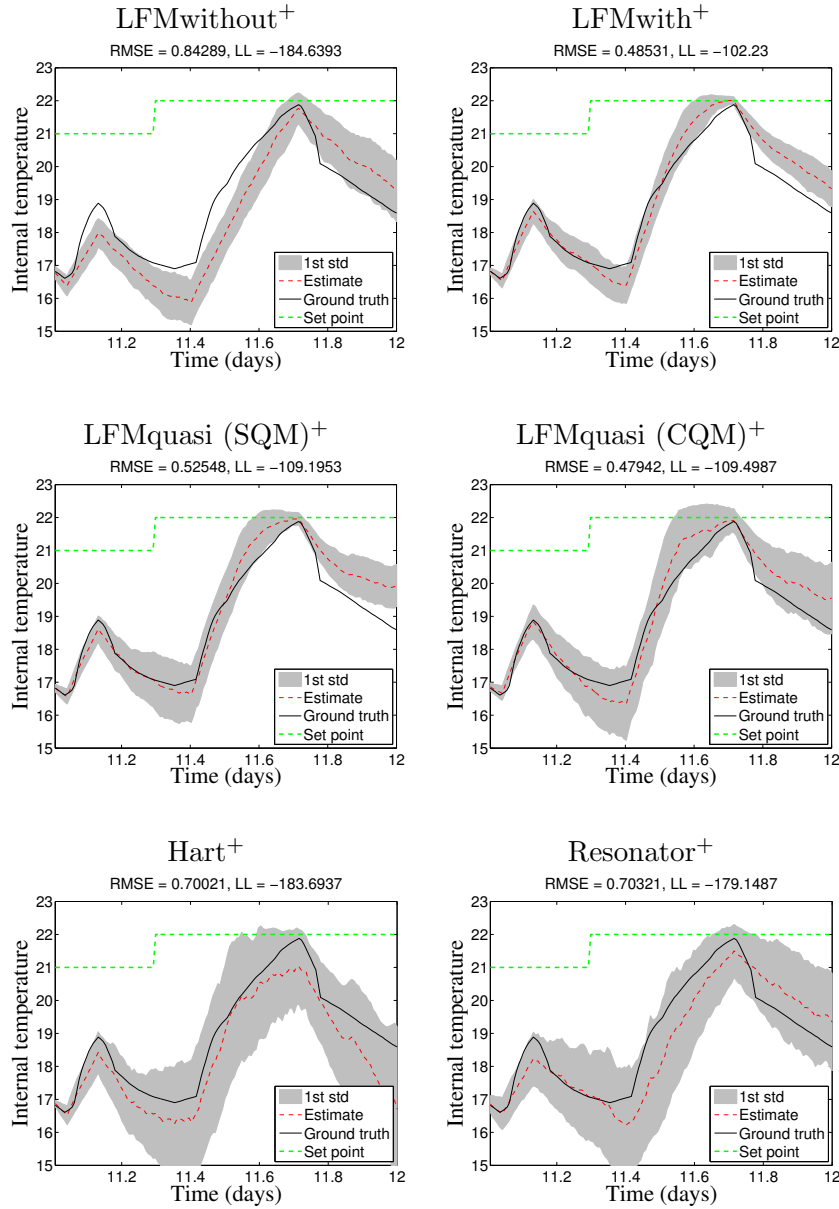 LFMwithout+
RMSE = 0.84289, LL = −184.6393
23
22
21
20
19
18
17
16
15
Internal temperature
11.2
11.4
11.6
11.8
12
Time (days)
1st std
Estimate
Ground truth
Set point
LFMwith+
RMSE = 0.48531, LL = −102.23
23
22
21
20
19
18
17
16
15
Internal temperature
11.2
11.4
11.6
11.8
12
Time (days)
1st std
Estimate
Ground truth
Set point
LFMquasi (SQM)+
RMSE = 0.52548, LL = −109.1953
23
22
21
20
19
18
17
16
15
Internal temperature
11.2
11.4
11.6
11.8
12
Time (days)
1st std
Estimate
Ground truth
Set point
LFMquasi (CQM)+
RMSE = 0.47942, LL = −109.4987
23
22
21
20
19
18
17
16
15
Internal temperature
11.2
11.4
11.6
11.8
12
Time (days)
1st std
Estimate
Ground truth
Set point
Hart+
RMSE = 0.70021, LL = −183.6937
23
22
21
20
19
18
17
16
15
Internal temperature
11.2
11.4
11.6
11.8
12
Time (days)
1st std
Estimate
Ground truth
Set point
Resonator+
RMSE = 0.70321, LL = −179.1487
23
22
21
20
19
18
17
16
15
Internal temperature
11.2
11.4
11.6
11.8
12
Time (days)
1st std
Estimate
Ground truth
Set point